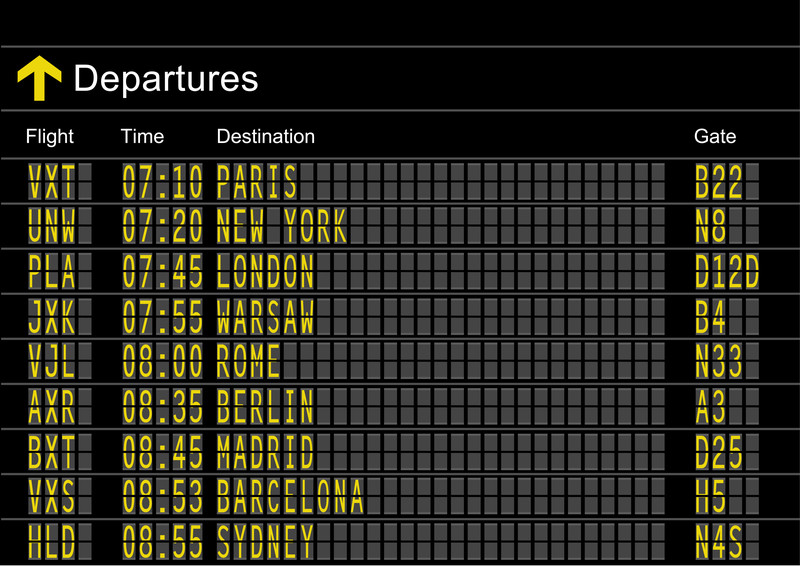 Departures
Flight Time Destination Gate
VXT 07:10 PARIS B22
UNW 07:20 NEW YORK N8
PLA 07:45 LONDON D12D
JXK 07:55 WARSAW B4
VJL 08:00 ROME N33
AXR 08:35 BERLIN A3
BXT 08:45 MADRID D25
VXS 08:53 BARCELONA H5
HLD 08:55 SYDNEY N4S